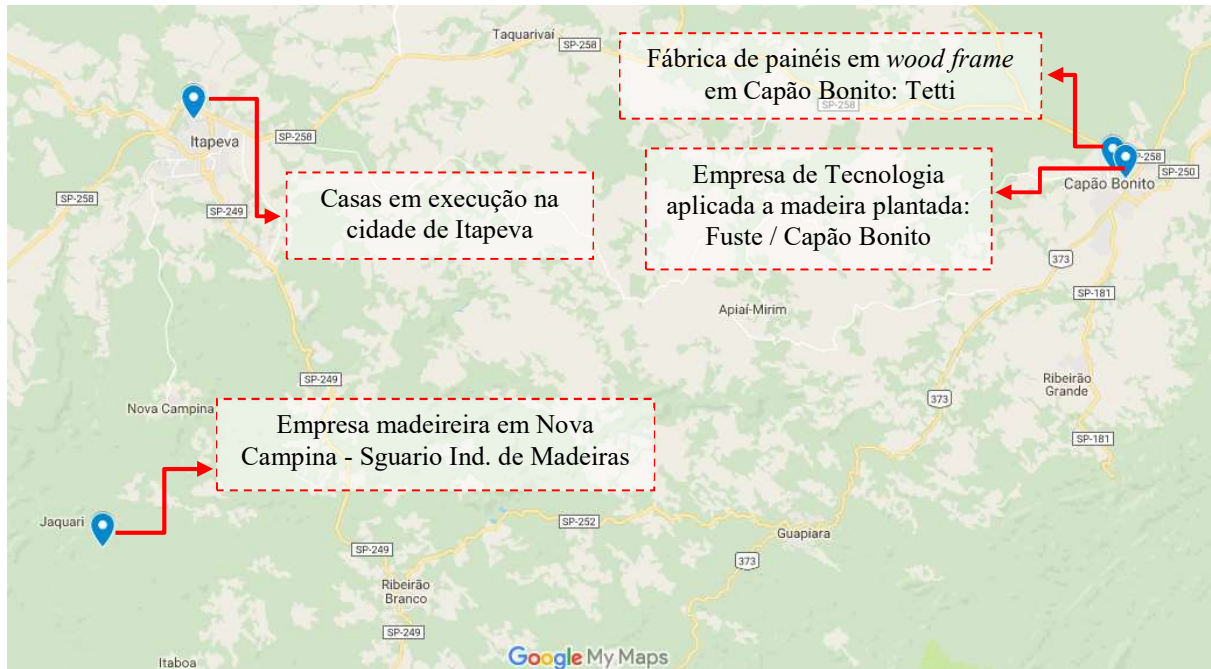 Taquarivaí
SP-258
Fábrica de painéis em wood frame
em Capão Bonito: Tetti
SP-258
Itapeva
SP-258
SP-258
SP-249
Casas em execução na
cidade de Itapeva
Empresa de Tecnologia
aplicada a madeira plantada:
Fuste / Capão Bonito
SP-258
SP-250
Capão Bonito
373
SP-181
Apiaí-Mirim
SP-249
Nova Campina
Ribeirão
Grande
373
SP-181
Empresa madeireira em Nova
Campina - Sguario Ind. de Madeiras
Jaquari
SP-252
Guapiara
SP-249
373
Ribeirão
Branco
SP-249
Itaboa
Google My Maps